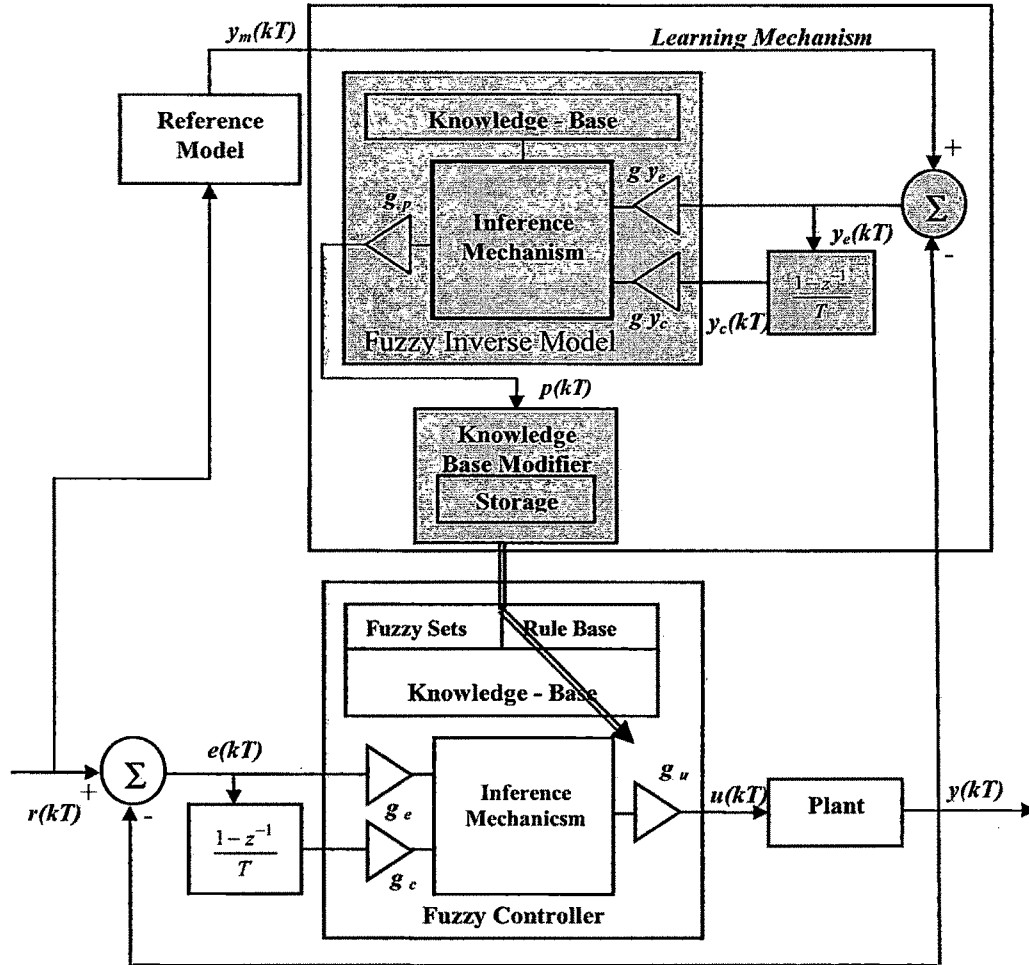 y_m(kT)
Learning Mechanism
Reference
Model
Knowledge - Base
g y_e
+
g_p
Inference
Mechanism
Σ
y_e(kT)
-
1-z^{-1}
T
g y_c
y_c(kT)
Fuzzy Inverse Model
p(kT)
Knowledge
Base Modifier
Storage
Fuzzy Sets
Rule Base
Knowledge - Base
e(kT)
Σ
+
r(kT)
-
g_e
Inference
Mechanicsm
g_u
u(kT)
Plant
y(kT)
1-z^{-1}
T
g_c
Fuzzy Controller